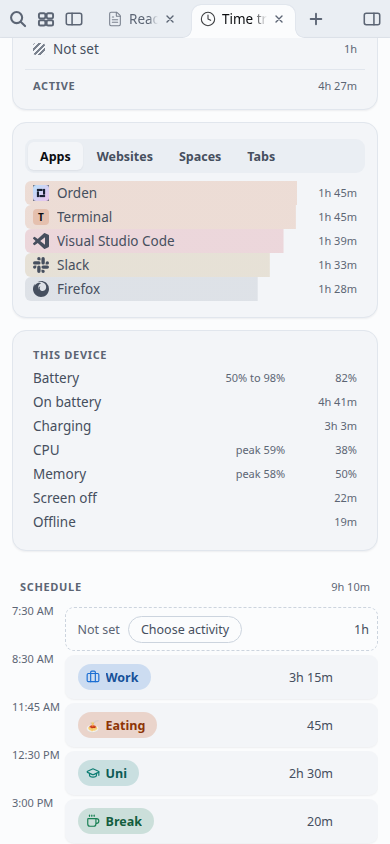 Read
Time tr
Not set 1h
ACTIVE 4h 27m
Apps Websites Spaces Tabs
Orden 1h 45m
T Terminal 1h 45m
Visual Studio Code 1h 39m
Slack 1h 33m
Firefox 1h 28m
THIS DEVICE
Battery 50% to 98% 82%
On battery 4h 41m
Charging 3h 3m
CPU peak 59% 38%
Memory peak 58% 50%
Screen off 22m
Offline 19m
SCHEDULE 9h 10m
7:30 AM
Not set Choose activity 1h
8:30 AM
Work 3h 15m
11:45 AM
Eating 45m
12:30 PM
Uni 2h 30m
3:00 PM
Break 20m